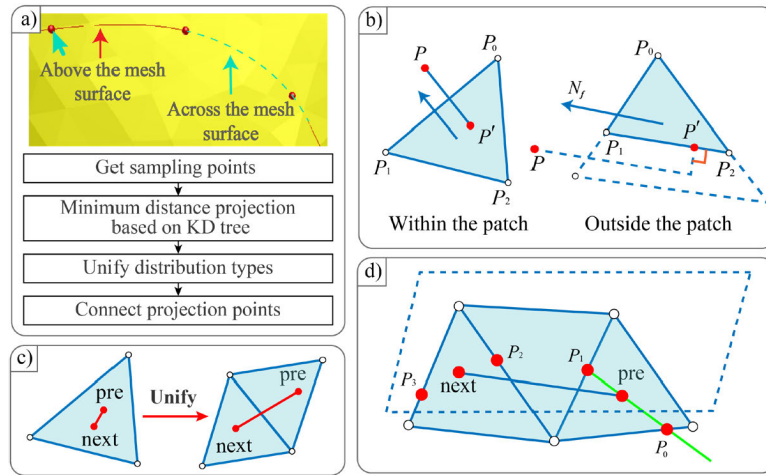 a)
Above the mesh
surface
Across the mesh
surface
Get sampling points
Minimum distance projection
based on KD tree
Unify distribution types
Connect projection points
b)
P
P₀
P'
P₁
P₂
Within the patch
P₀
N_f
P'
P₁
P₂
P
Outside the patch
c)
pre
next
Unify
pre
next
d)
P₂
P₁
P₃
next
pre
P₀